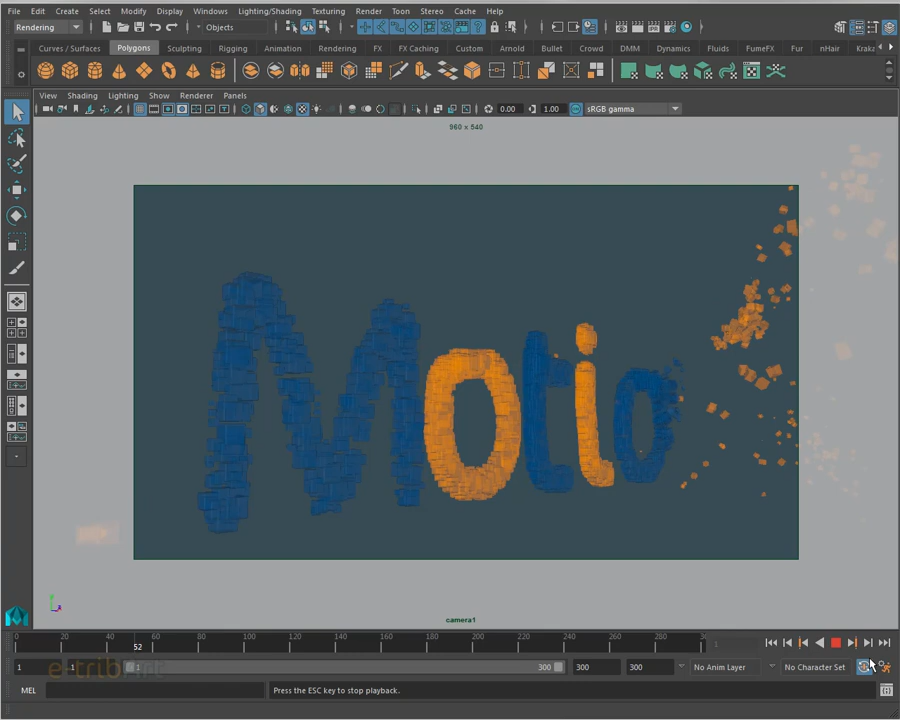 File Edit Create Select Modify Display Windows Lighting/Shading Texturing Render Toon Stereo Cache Arnold Help
Rendering Objects
Curves / Surfaces Polygons Sculpting Rigging Animation Rendering FX FX Caching Custom Arnold Bullet Crowd DMM Dynamics Fluids FumeFX Fur nHair Kraka
View Shading Lighting Show Renderer Panels
0.00 1.00 sRGB gamma
960 x 540
Motio
camera1
0 20 40 52 60 80 100 120 140 160 180 200 220 240 260 280 1
1 1 1 300 300 300 No Anim Layer No Character Set
MEL Press the ESC key to stop playback.